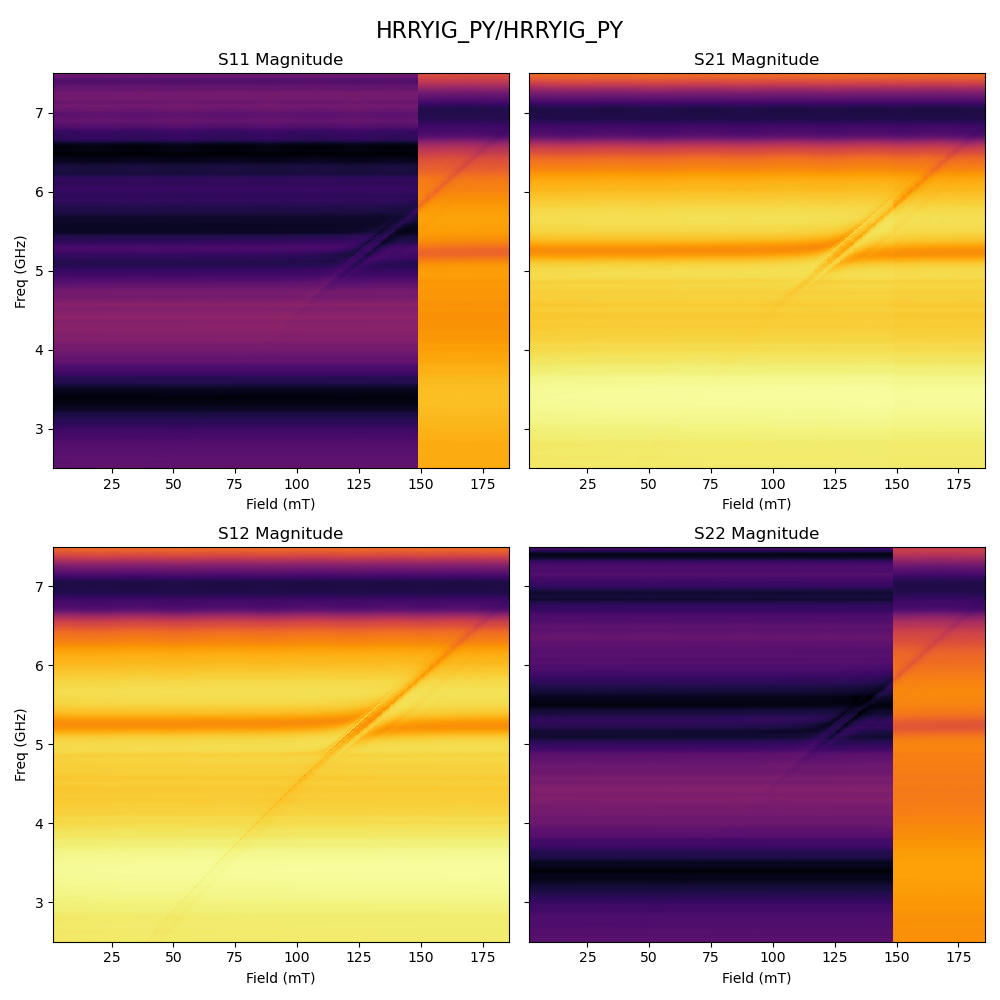 HRRYIG_PY/HRRYIG_PY
S11 Magnitude
S21 Magnitude
Freq (GHz)
7
6
5
4
3
25 50 75 100 125 150 175
25 50 75 100 125 150 175
Field (mT)
Field (mT)
S12 Magnitude
S22 Magnitude
Freq (GHz)
7
6
5
4
3
25 50 75 100 125 150 175
25 50 75 100 125 150 175
Field (mT)
Field (mT)